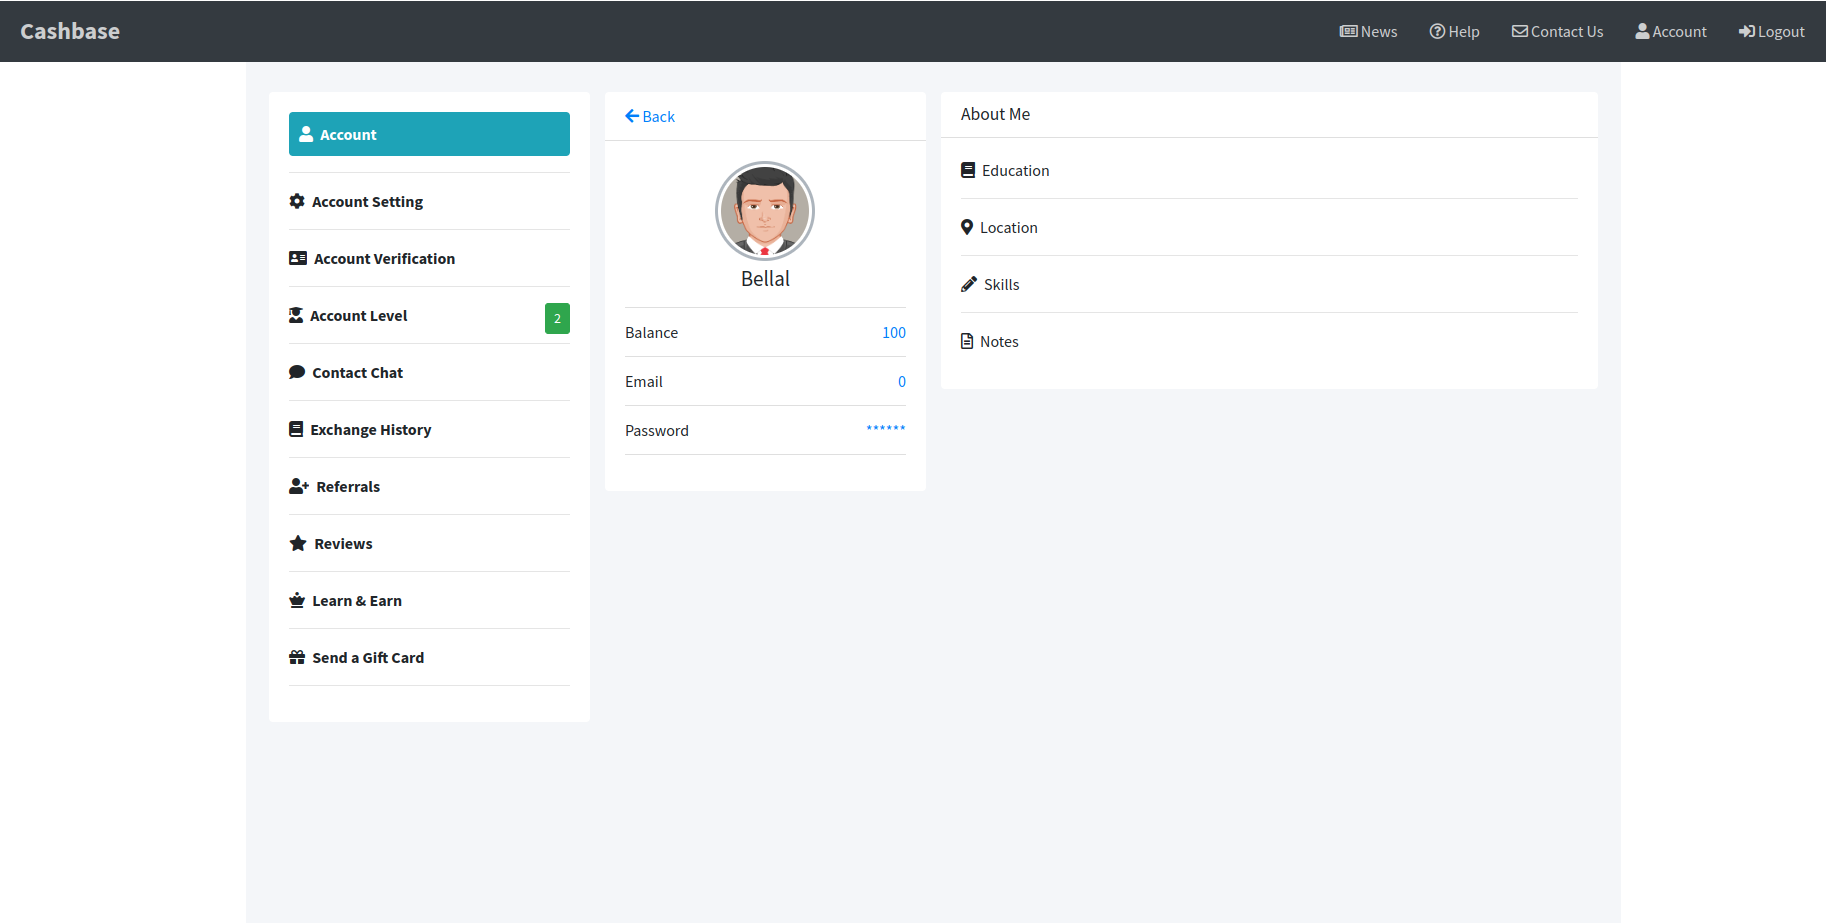 Cashbase
News
Help
Contact Us
Account
Logout
Account
Account Setting
Account Verification
Account Level 2
Contact Chat
Exchange History
Referrals
Reviews
Learn & Earn
Send a Gift Card
Back
Bellal
Balance 100
Email 0
Password ******
About Me
Education
Location
Skills
Notes